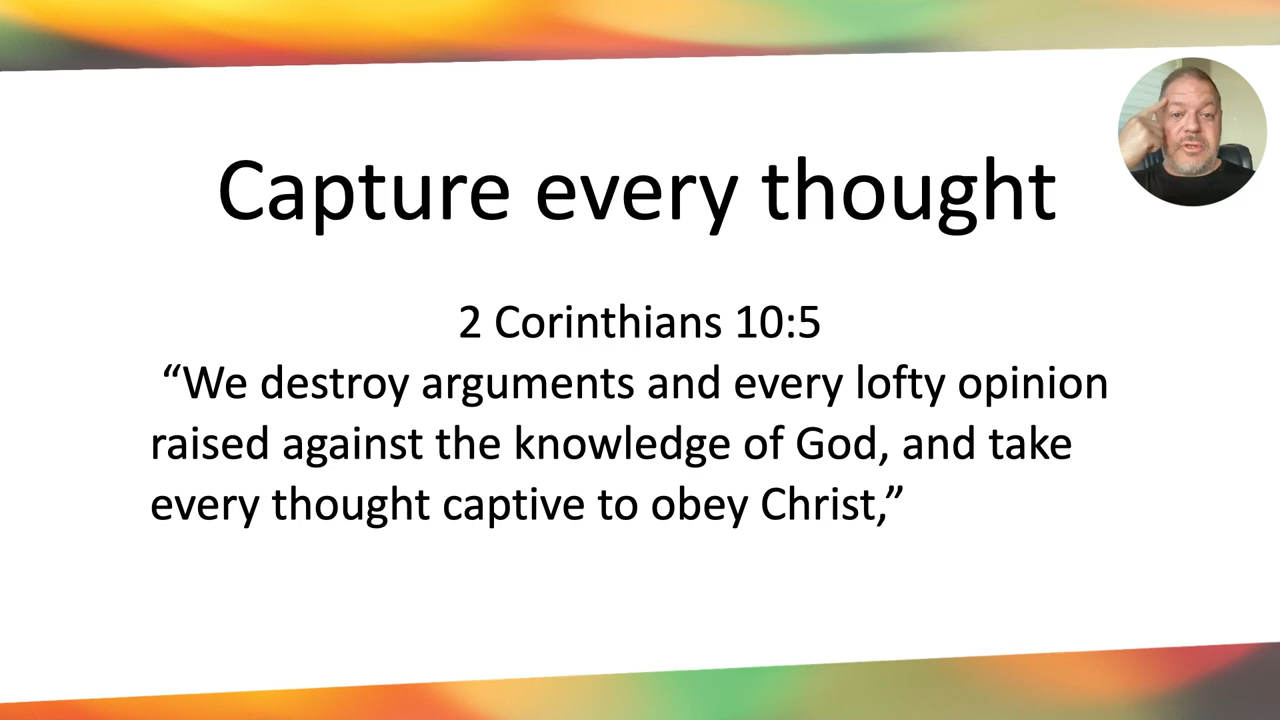 Capture every thought
2 Corinthians 10:5
“We destroy arguments and every lofty opinion
raised against the knowledge of God, and take
every thought captive to obey Christ,”